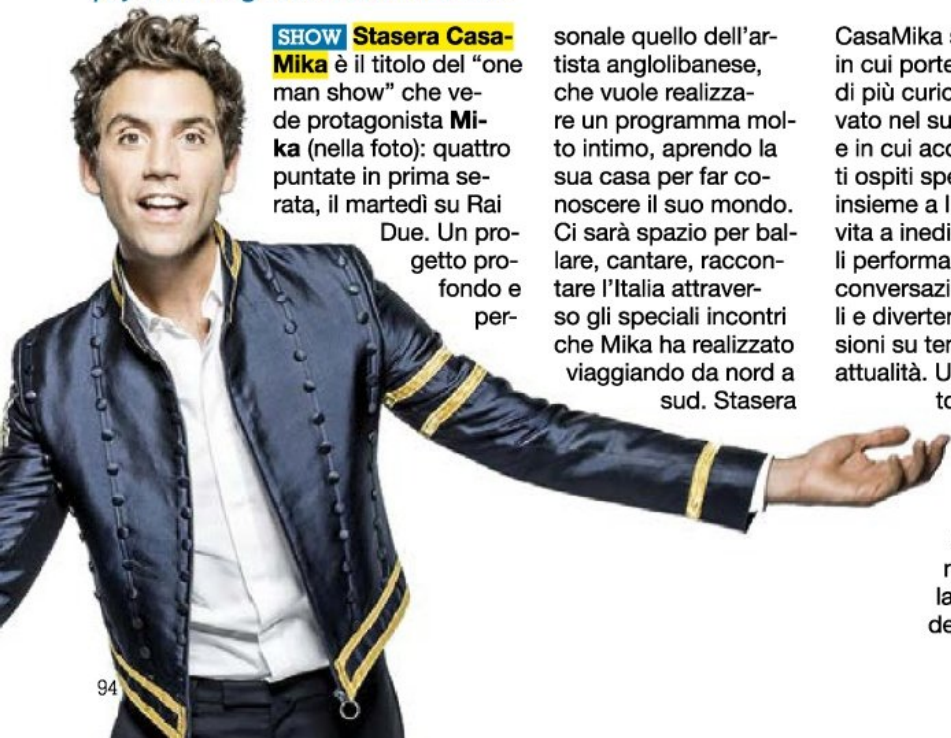 SHOW Stasera Casa-
Mika è il titolo del “one
man show” che ve-
de protagonista Mi-
ka (nella foto): quattro
puntate in prima se-
rata, il martedì su Rai
Due. Un pro-
getto pro-
fondo e
per-
sonale quello dell’ar-
tista anglolibanese,
che vuole realizza-
re un programma mol-
to intimo, aprendo la
sua casa per far co-
noscere il suo mondo.
Ci sarà spazio per bal-
lare, cantare, raccon-
tare l’Italia attraver-
so gli speciali incontri
che Mika ha realizzato
viaggiando da nord a
sud. Stasera
CasaMika
in cui porte
di più curio
vato nel su
e in cui acc
ti ospiti spe
insieme a l
vita a inedi
li performa
conversazi
li e diverten
sioni su ten
attualità. U
to
la
de
94